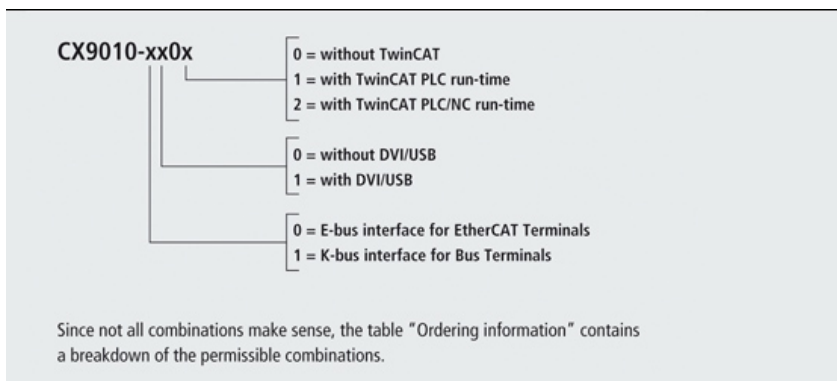 CX9010-xx0x
0 = without TwinCAT
1 = with TwinCAT PLC run-time
2 = with TwinCAT PLC/NC run-time
0 = without DVI/USB
1 = with DVI/USB
0 = E-bus interface for EtherCAT Terminals
1 = K-bus interface for Bus Terminals
Since not all combinations make sense, the table "Ordering information" contains
a breakdown of the permissible combinations.